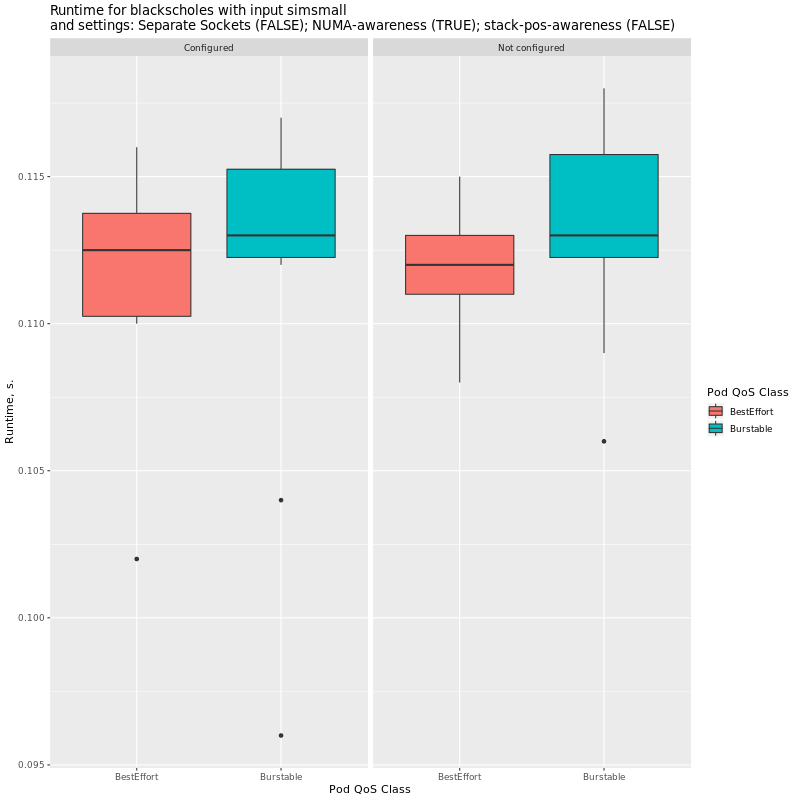 Runtime for blackscholes with input simsmall
and settings: Separate Sockets (FALSE); NUMA-awareness (TRUE); stack-pos-awareness (FALSE)
Configured
Not configured
0.115
0.110
0.105
0.100
0.095
Runtime, s.
BestEffort
Burstable
BestEffort
Burstable
Pod QoS Class
Pod QoS Class
BestEffort
Burstable